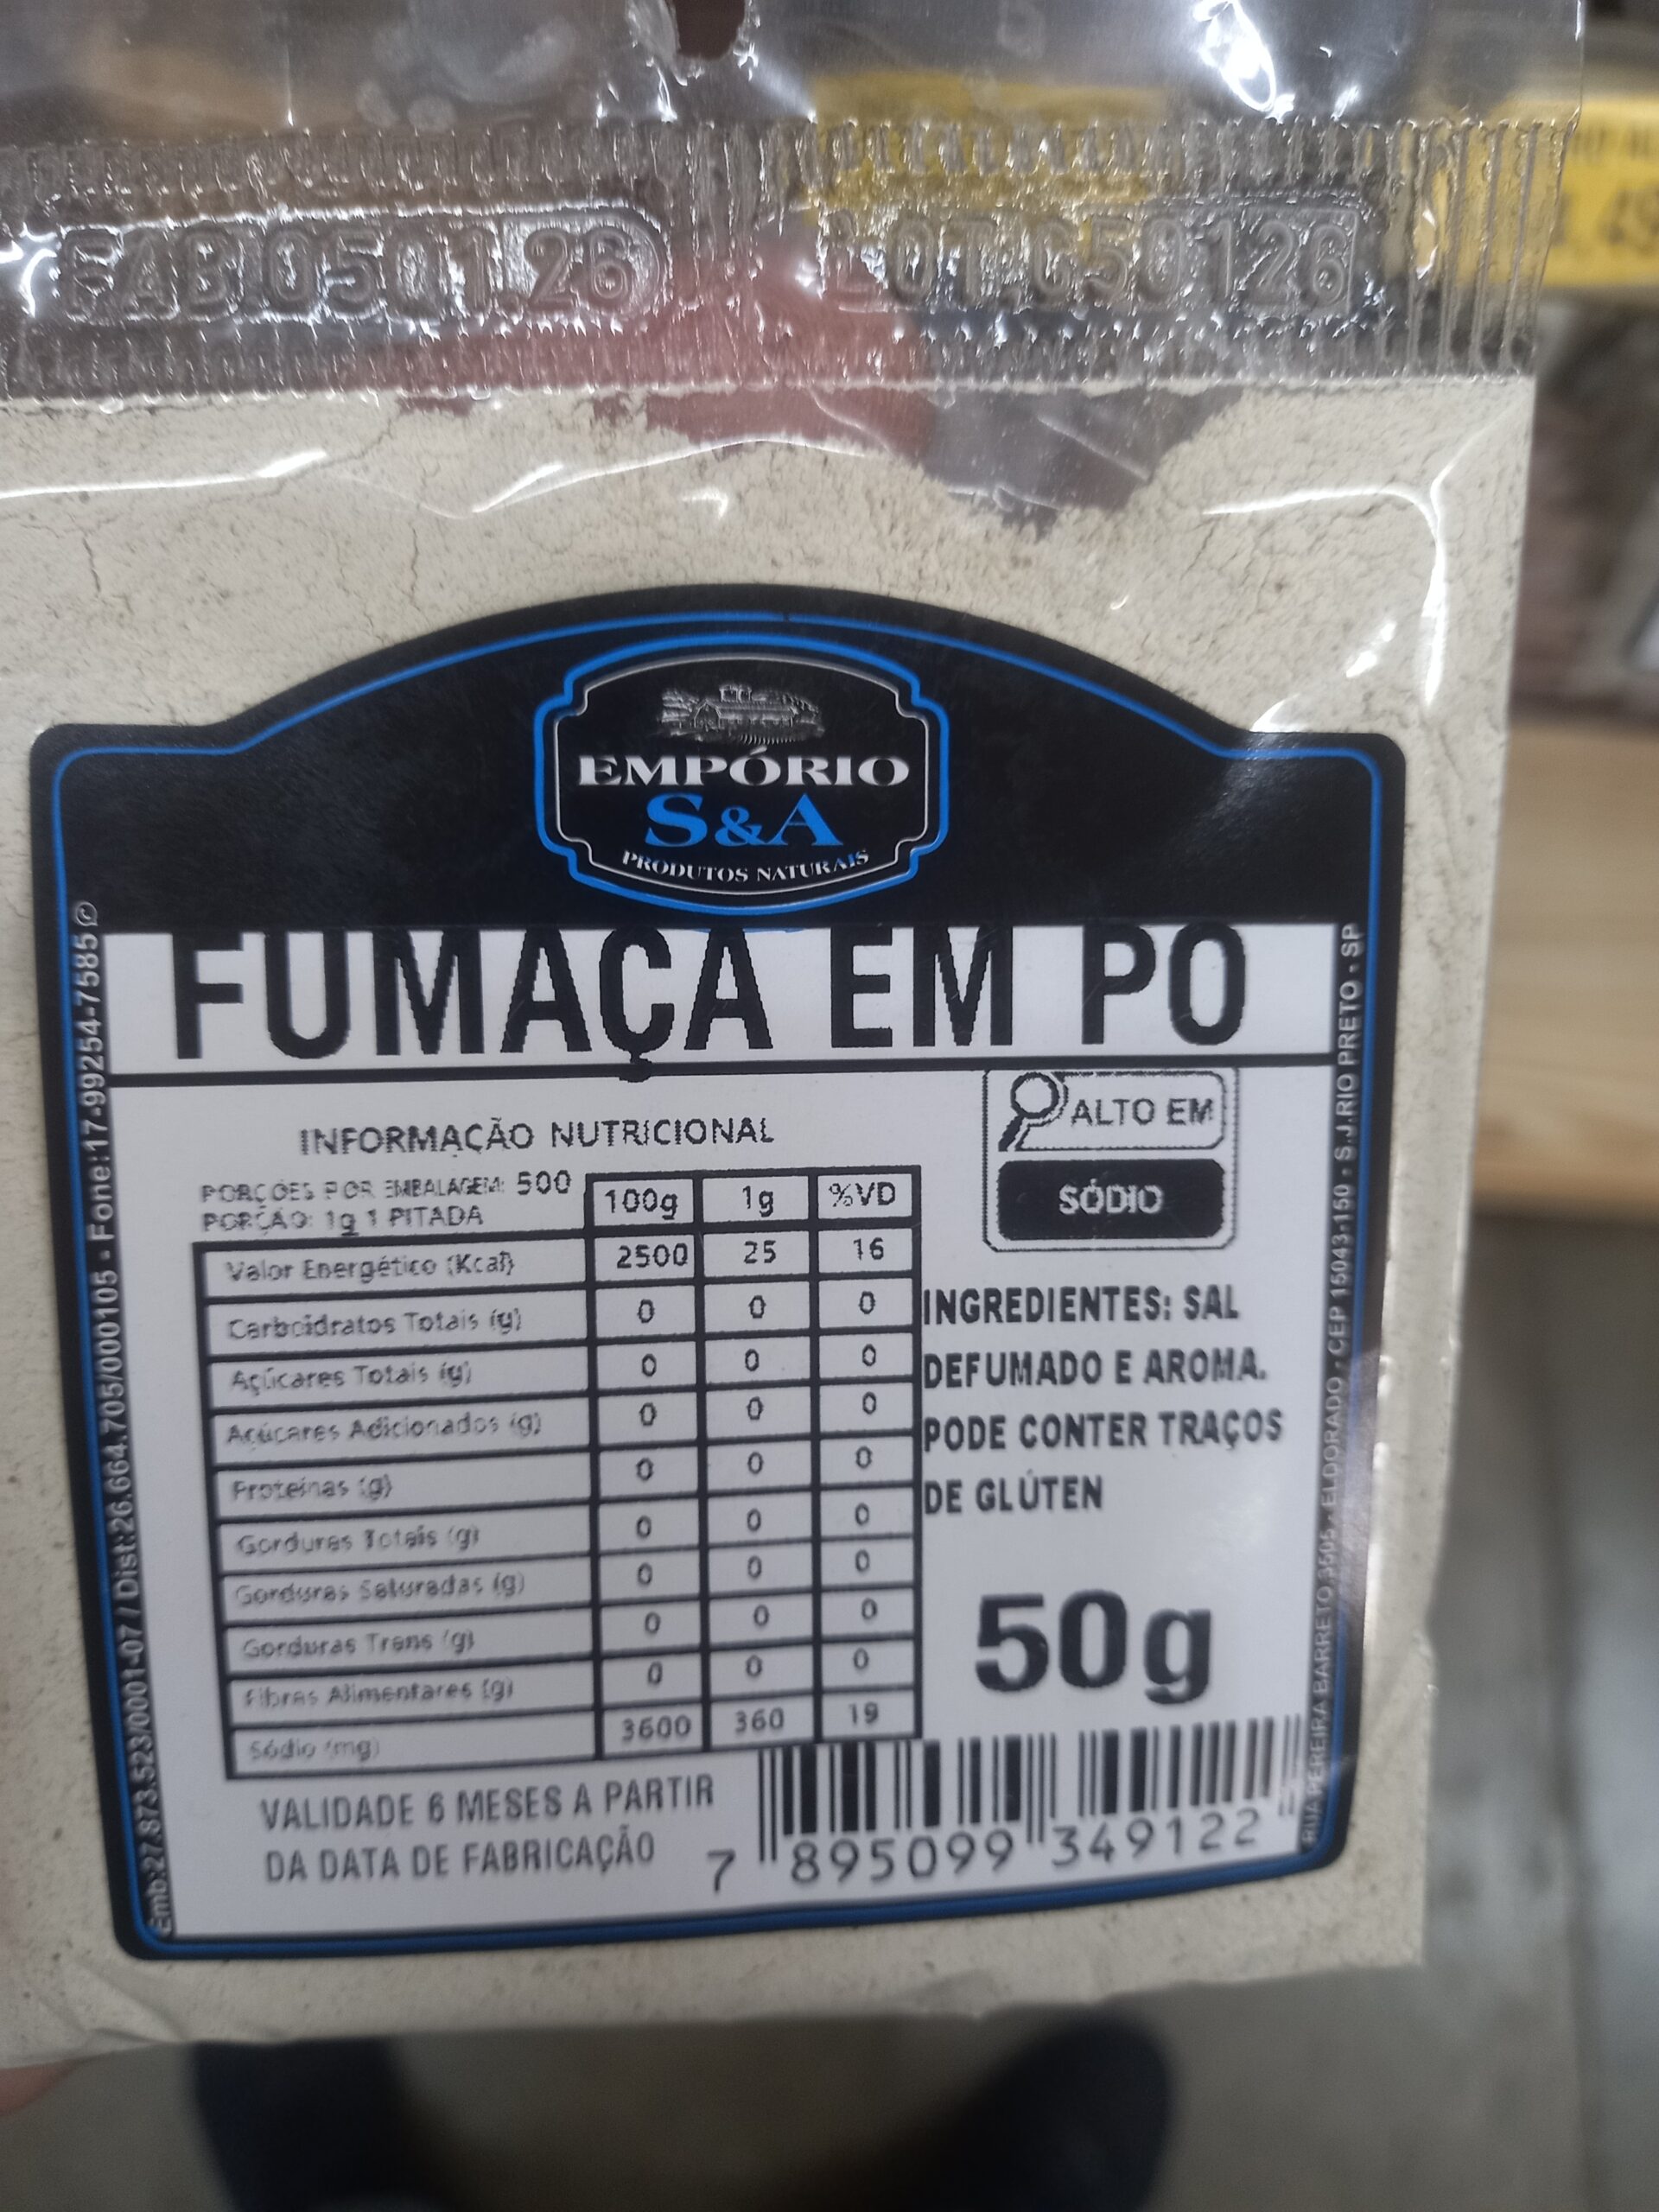 FAB.0501.26
LOT.050126
EMPÓRIO
S&A
PRODUTOS NATURAIS
FUMAÇA EM PO
INFORMAÇÃO NUTRICIONAL
PORÇÕES POR EMBALAGEM: 500
PORÇÃO: 1g 1 PITADA
100g 1g %VD
Valor Energético (Kcal) 2500 25 16
Carboidratos Totais (g) 0 0 0
Açúcares Totais (g) 0 0 0
Açúcares Adicionados (g) 0 0 0
Proteínas (g) 0 0 0
Gorduras Totais (g) 0 0 0
Gorduras Saturadas (g) 0 0 0
Gorduras Trans (g) 0 0 0
Fibras Alimentares (g) 0 0 0
Sódio (mg) 3600 360 19
ALTO EM
SÓDIO
INGREDIENTES: SAL
DEFUMADO E AROMA.
PODE CONTER TRAÇOS
DE GLÚTEN
50g
VALIDADE 6 MESES A PARTIR
DA DATA DE FABRICAÇÃO
7 895099 349122
Emb:27.873.523/0001-07 / Dist:26.664.705/000105 - Fone:17-99254-7585 ©
RUA PEREIRA BARRETO,3505 - ELDORADO - CEP 15043-150 - S.J.RIO PRETO - SP